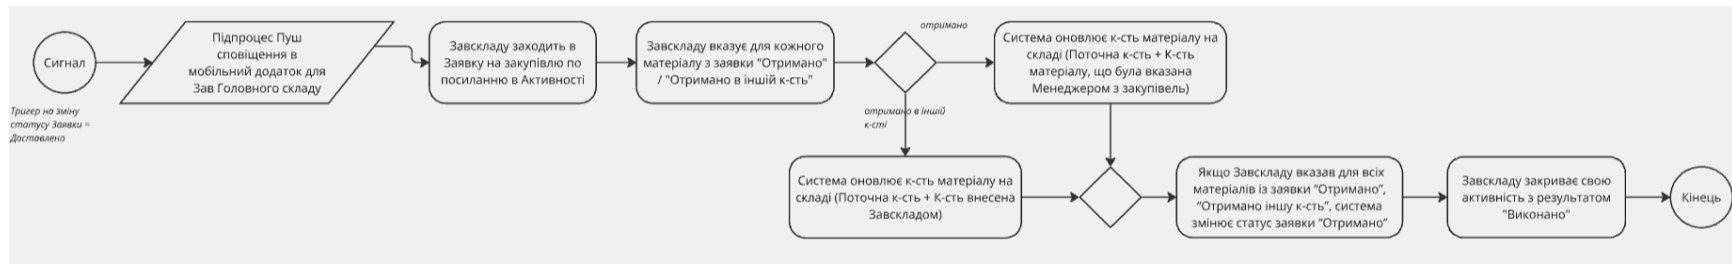 Сигнал
Тригер на зміну
статусу Заявки =
Доставлено
Підпроцес Пуш
сповіщення в
мобільний додаток для
Зав Головного складу
Завскладу заходить в
Заявку на закупівлю по
посиланню в Активності
Завскладу вказує для кожного
матеріалу з заявки "Отримано"
/ "Отримано в іншій к-сть"
отримано
отримано в іншій
к-сті
Система оновлює к-сть матеріалу на
складі (Поточна к-сть + К-сть
матеріалу, що була вказана
Менеджером з закупівель)
Система оновлює к-сть матеріалу на
складі (Поточна к-сть + К-сть внесена
Завскладом)
Якщо Завскладу вказав для всіх
матеріалів із заявки “Отримано”,
“Отримано іншу к-сть”, система
змінює статус заявки “Отримано”
Завскладу закриває свою
активність з результатом
"Виконано"
Кінець